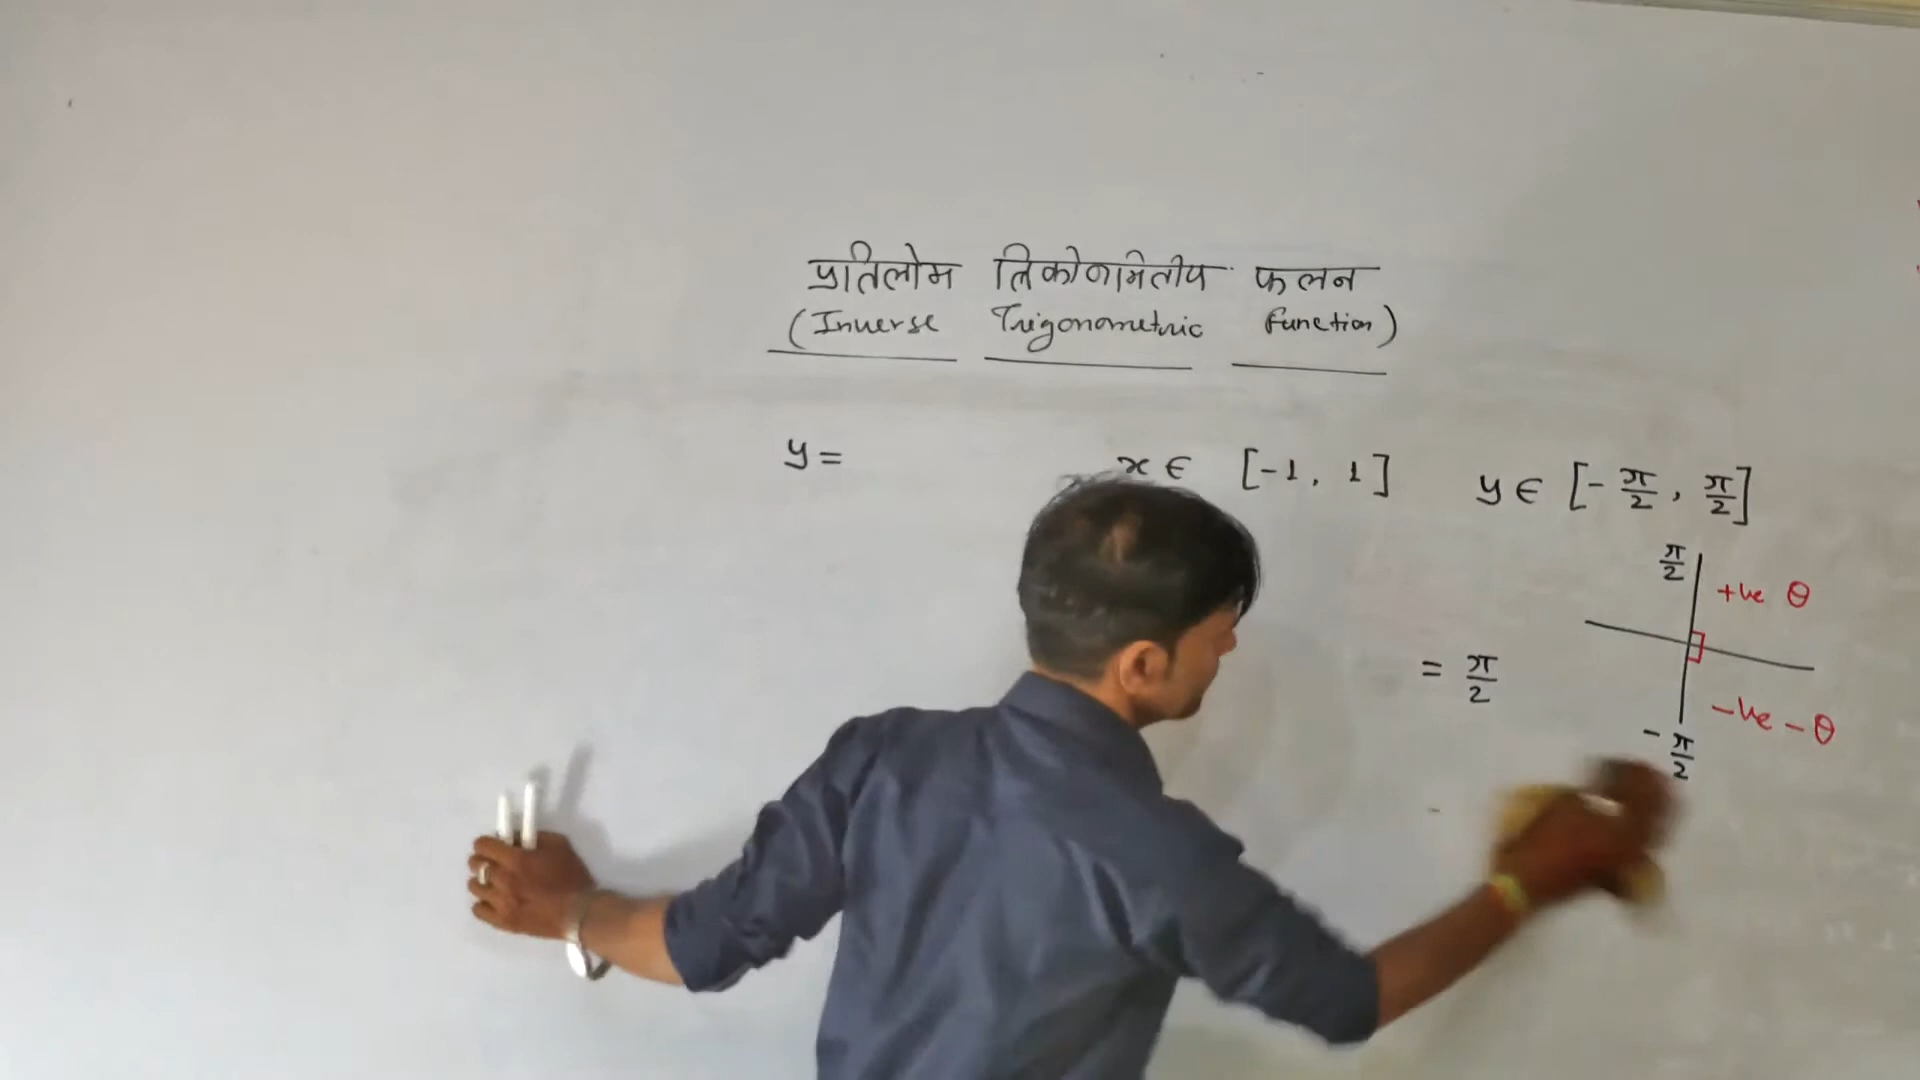 प्रतिलोम त्रिकोणमितीय फलन
(Inverse Trigonometric Function)
y = x ∈ [-1, 1] y ∈ [-π/2, π/2]
π/2 +ve θ
= π/2
-ve -θ
-π/2